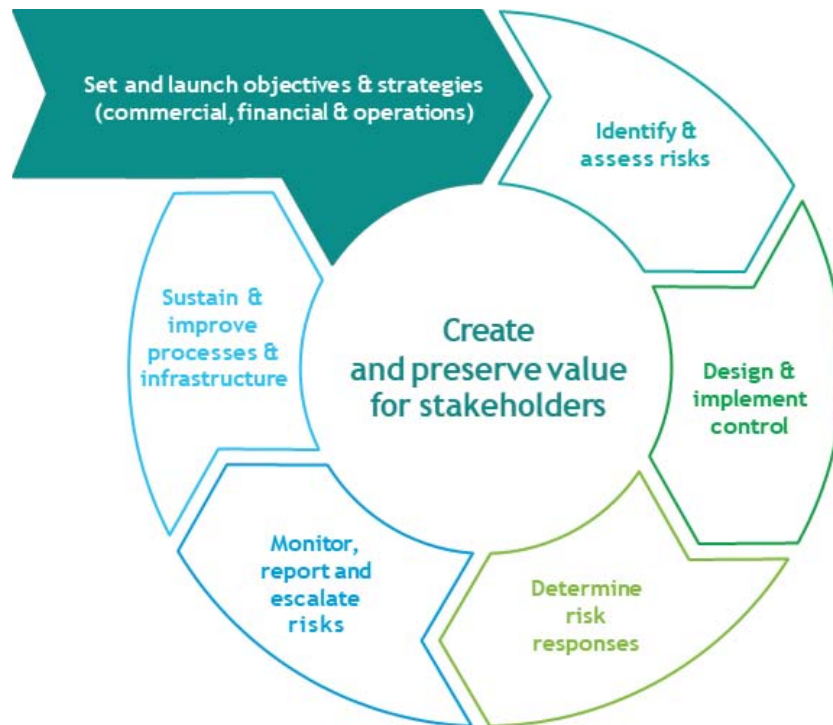 Set and launch objectives & strategies
(commercial, financial & operations)
Identify &
assess risks
Design &
implement
control
Determine
risk
responses
Monitor,
report and
escalate
risks
Sustain &
improve
processes &
infrastructure
Create
and preserve value
for stakeholders